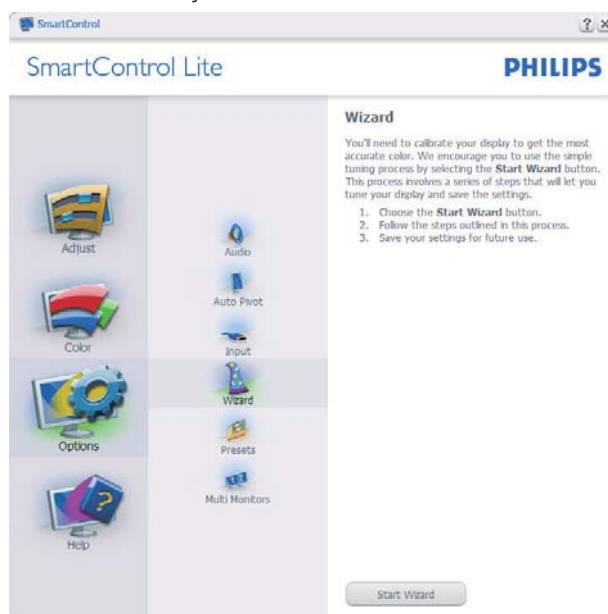 SmartControl
? ×
SmartControl Lite
PHILIPS
Adjust
Color
Options
Help
Audio
Auto Pivot
Input
Wizard
Presets
Multi Monitors
Wizard
You'll need to calibrate your display to get the most
accurate color. We encourage you to use the simple
tuning process by selecting the Start Wizard button.
This process involves a series of steps that will let you
tune your display and save the settings.
1. Choose the Start Wizard button.
2. Follow the steps outlined in this process.
3. Save your settings for future use.
Start Wizard